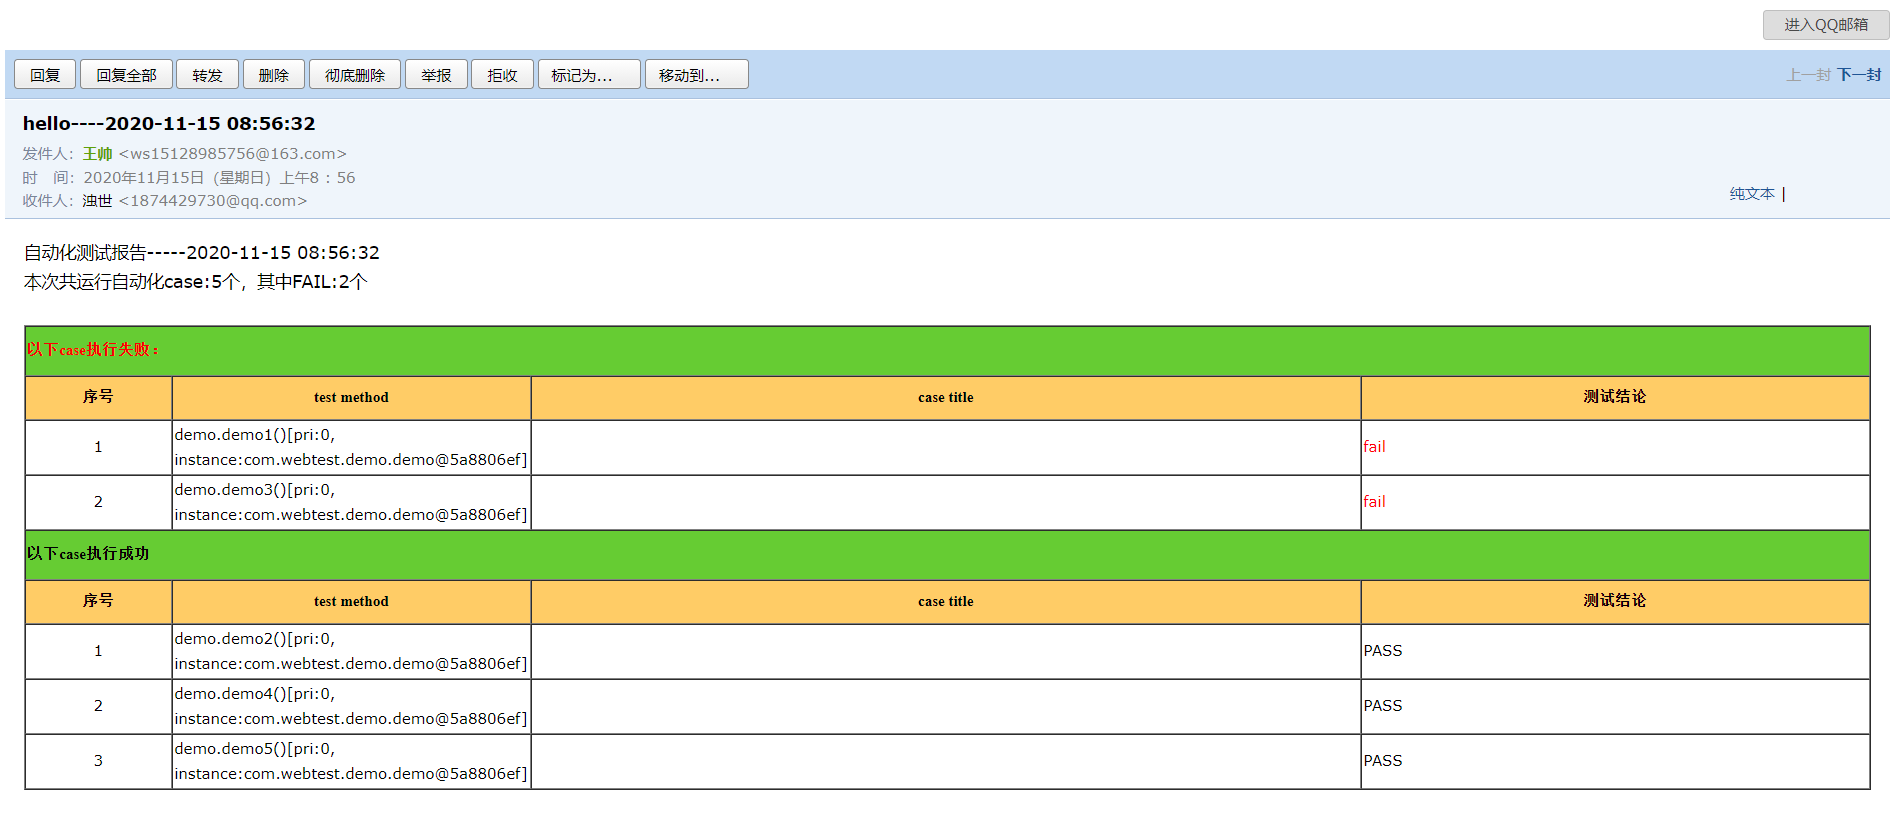 进入QQ邮箱
回复 回复全部 转发 删除 彻底删除 举报 拒收 标记为... 移动到... 上一封 下一封
hello----2020-11-15 08:56:32
发件人：王帅 <ws15128985756@163.com>
时　间：2020年11月15日（星期日）上午8：56
收件人：浊世 <1874429730@qq.com>
纯文本 |
自动化测试报告-----2020-11-15 08:56:32
本次共运行自动化case:5个，其中FAIL:2个
以下case执行失败：
序号 test method case title 测试结论
1 demo.demo1()[pri:0, fail
instance:com.webtest.demo.demo@5a8806ef]
2 demo.demo3()[pri:0, fail
instance:com.webtest.demo.demo@5a8806ef]
以下case执行成功
序号 test method case title 测试结论
1 demo.demo2()[pri:0, PASS
instance:com.webtest.demo.demo@5a8806ef]
2 demo.demo4()[pri:0, PASS
instance:com.webtest.demo.demo@5a8806ef]
3 demo.demo5()[pri:0, PASS
instance:com.webtest.demo.demo@5a8806ef]